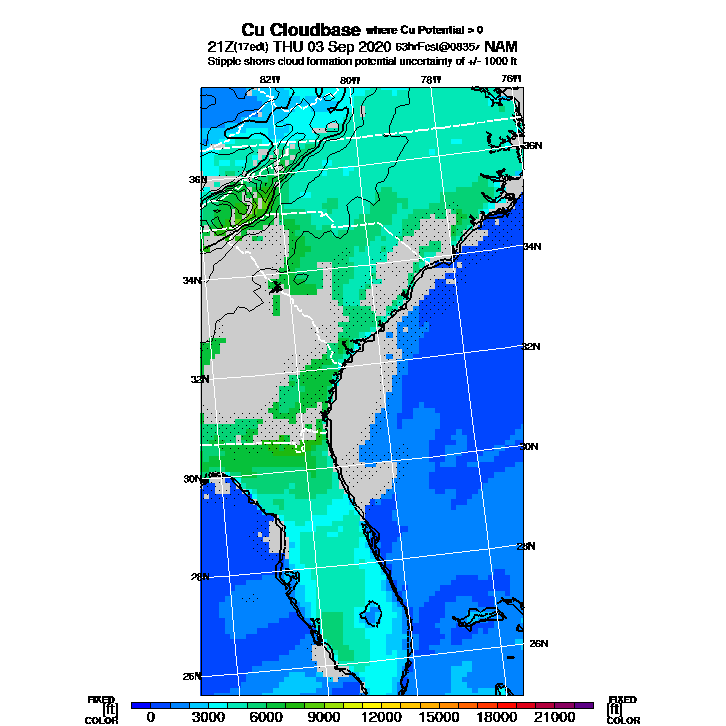 Cu Cloudbase where Cu Potential > 0
21Z(17edt) THU 03 Sep 2020 63hrFcst@0835z NAM
Stipple shows cloud formation potential uncertainty of +/- 1000 ft
82W 80W 78W 76W
36N
36N
34N
34N
32N
32N
30N
30N
28N
28N
26N
26N
FIXED FIXED
[ft] 0 3000 6000 9000 12000 15000 18000 21000 [ft]
COLOR COLOR